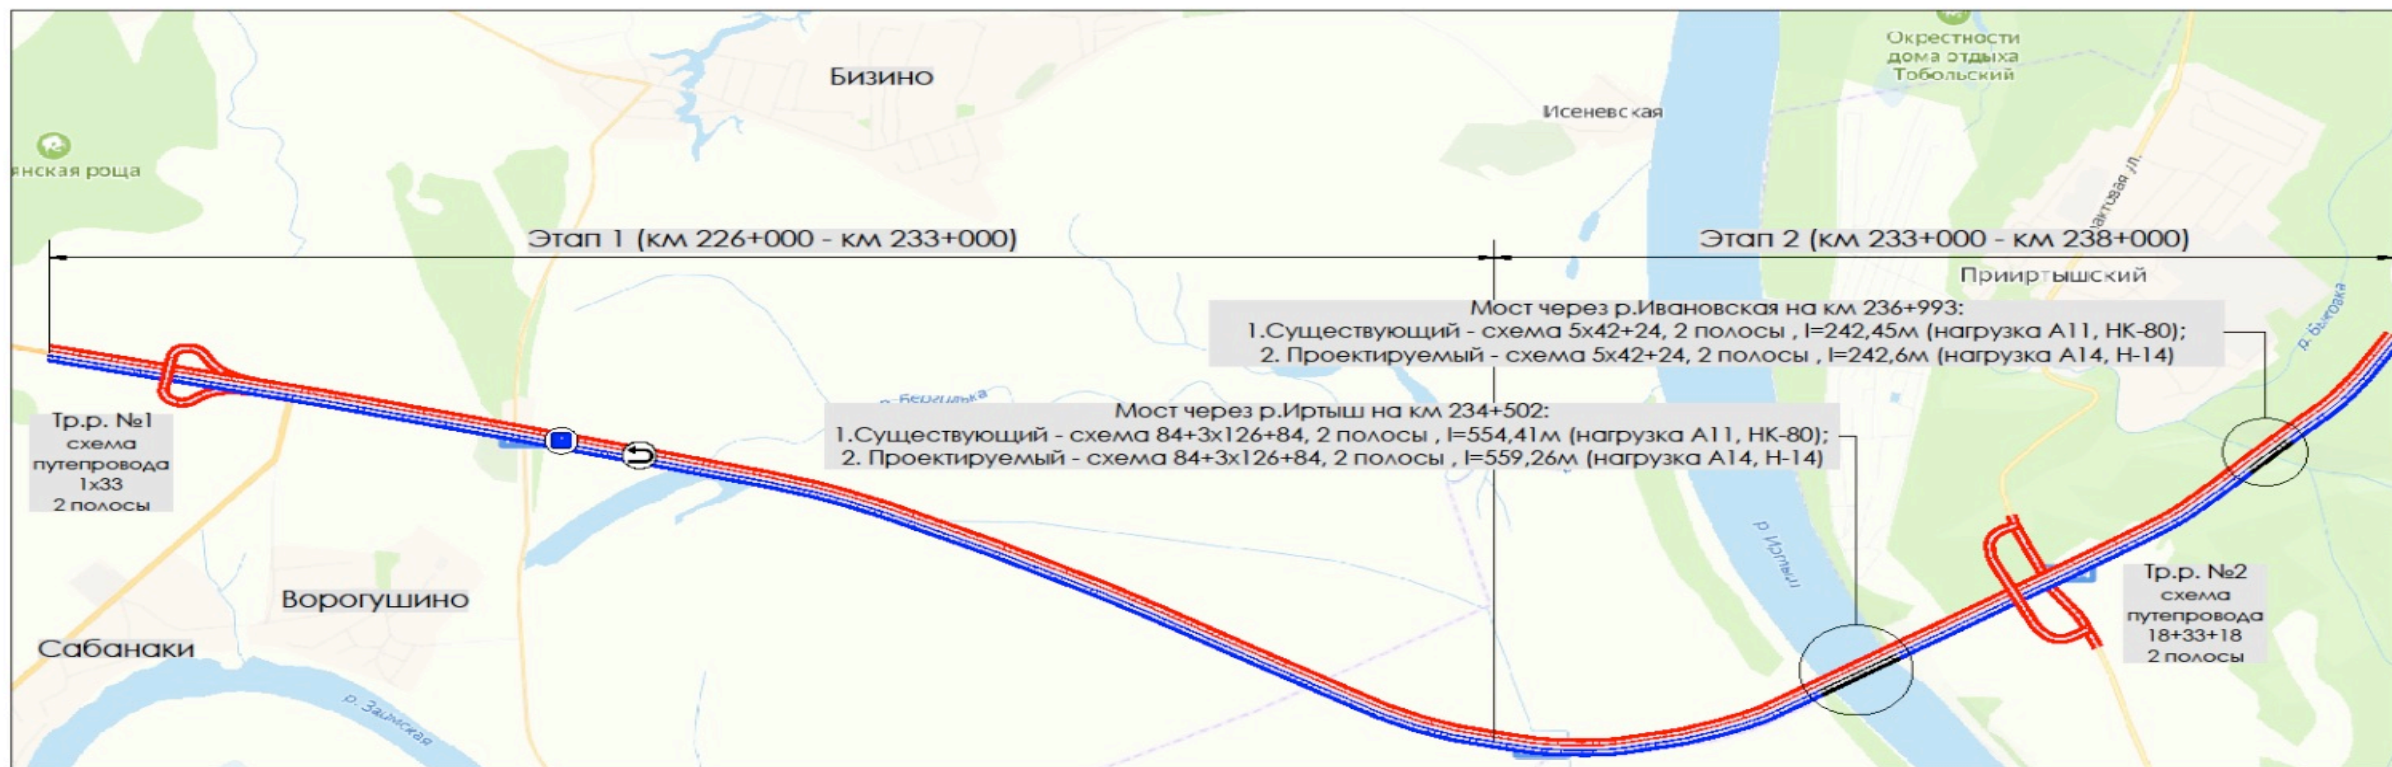 Окрестности
дома отдыха
Тобольский
Бизино
Исеневская
янская роща
актовая ул.
Этап 1 (км 226+000 - км 233+000)
Этап 2 (км 233+000 - км 238+000)
Прииртышский
Мост через р.Ивановская на км 236+993:
1.Существующий - схема 5х42+24, 2 полосы , l=242,45м (нагрузка А11, НК-80);
2. Проектируемый - схема 5х42+24, 2 полосы , l=242,6м (нагрузка А14, Н-14)
р. Быковка
Мост через р.Иртыш на км 234+502:
1.Существующий - схема 84+3х126+84, 2 полосы , l=554,41м (нагрузка А11, НК-80);
2. Проектируемый - схема 84+3х126+84, 2 полосы , l=559,26м (нагрузка А14, Н-14)
Тр.р. №1
схема
путепровода
1х33
2 полосы
р. Иртыш
Тр.р. №2
схема
путепровода
18+33+18
2 полосы
Ворогушино
Сабанаки
р. Заимская